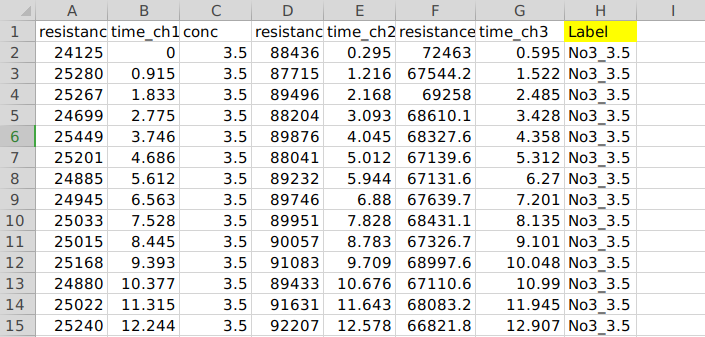 A B C D E F G H I
1 resistanc time_ch1 conc resistanc time_ch2 resistance time_ch3 Label
2 24125 0 3.5 88436 0.295 72463 0.595 No3_3.5
3 25280 0.915 3.5 87715 1.216 67544.2 1.522 No3_3.5
4 25267 1.833 3.5 89496 2.168 69258 2.485 No3_3.5
5 24699 2.775 3.5 88204 3.093 68610.1 3.428 No3_3.5
6 25449 3.746 3.5 89876 4.045 68327.6 4.358 No3_3.5
7 25201 4.686 3.5 88041 5.012 67139.6 5.312 No3_3.5
8 24885 5.612 3.5 89232 5.944 67131.6 6.27 No3_3.5
9 24945 6.563 3.5 89746 6.88 67639.7 7.201 No3_3.5
10 25033 7.528 3.5 89951 7.828 68431.1 8.135 No3_3.5
11 25015 8.445 3.5 90057 8.783 67326.7 9.101 No3_3.5
12 25168 9.393 3.5 91083 9.709 68997.6 10.048 No3_3.5
13 24880 10.377 3.5 89433 10.676 67110.6 10.99 No3_3.5
14 25022 11.315 3.5 91631 11.643 68083.2 11.945 No3_3.5
15 25240 12.244 3.5 92207 12.578 66821.8 12.907 No3_3.5